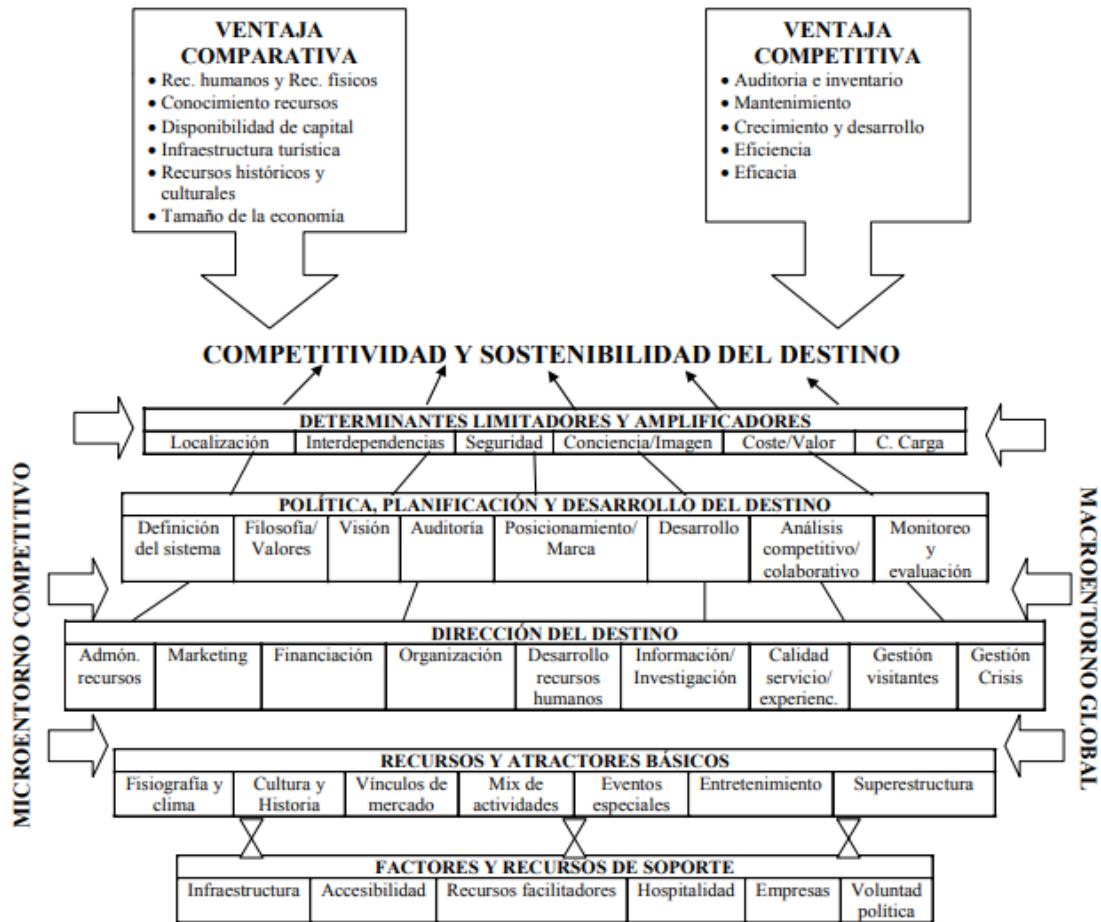 VENTAJA
COMPARATIVA
• Rec. humanos y Rec. físicos
• Conocimiento recursos
• Disponibilidad de capital
• Infraestructura turística
• Recursos históricos y
culturales
• Tamaño de la economía
VENTAJA
COMPETITIVA
• Auditoria e inventario
• Mantenimiento
• Crecimiento y desarrollo
• Eficiencia
• Eficacia
COMPETITIVIDAD Y SOSTENIBILIDAD DEL DESTINO
DETERMINANTES LIMITADORES Y AMPLIFICADORES
Localización Interdependencias Seguridad Conciencia/Imagen Coste/Valor C. Carga
POLÍTICA, PLANIFICACIÓN Y DESARROLLO DEL DESTINO
Definición
del sistema
Filosofía/
Valores
Visión
Auditoría
Posicionamiento/
Marca
Desarrollo
Análisis
competitivo/
colaborativo
Monitoreo
y
evaluación
DIRECCIÓN DEL DESTINO
Admón.
recursos
Marketing
Financiación
Organización
Desarrollo
recursos
humanos
Información/
Investigación
Calidad
servicio/
experienc.
Gestión
visitantes
Gestión
Crisis
RECURSOS Y ATRACTORES BÁSICOS
Fisiografía y
clima
Cultura y
Historia
Vínculos de
mercado
Mix de
actividades
Eventos
especiales
Entretenimiento
Superestructura
FACTORES Y RECURSOS DE SOPORTE
Infraestructura
Accesibilidad
Recursos facilitadores
Hospitalidad
Empresas
Voluntad
política
MICROENTORNO COMPETITIVO
MACROENTORNO GLOBAL